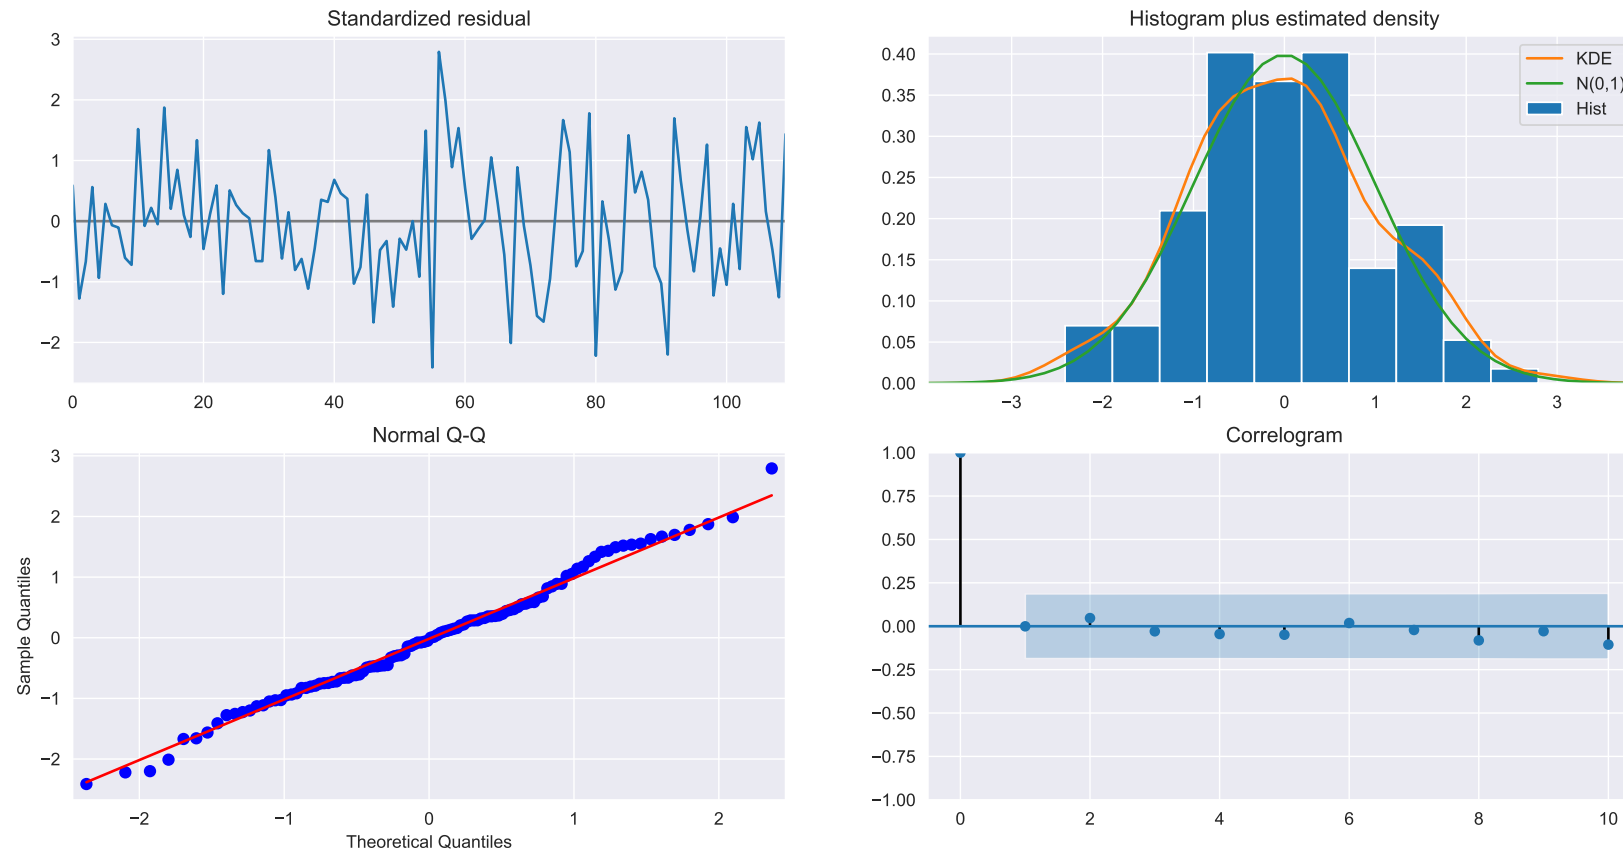 Standardized residual
3
2
1
0
−1
−2
0 20 40 60 80 100
Histogram plus estimated density
0.40
0.35
0.30
0.25
0.20
0.15
0.10
0.05
0.00
KDE
N(0,1)
Hist
−3 −2 −1 0 1 2 3
Normal Q-Q
Sample Quantiles
3
2
1
0
−1
−2
−2 −1 0 1 2
Theoretical Quantiles
Correlogram
1.00
0.75
0.50
0.25
0.00
−0.25
−0.50
−0.75
−1.00
0 2 4 6 8 10